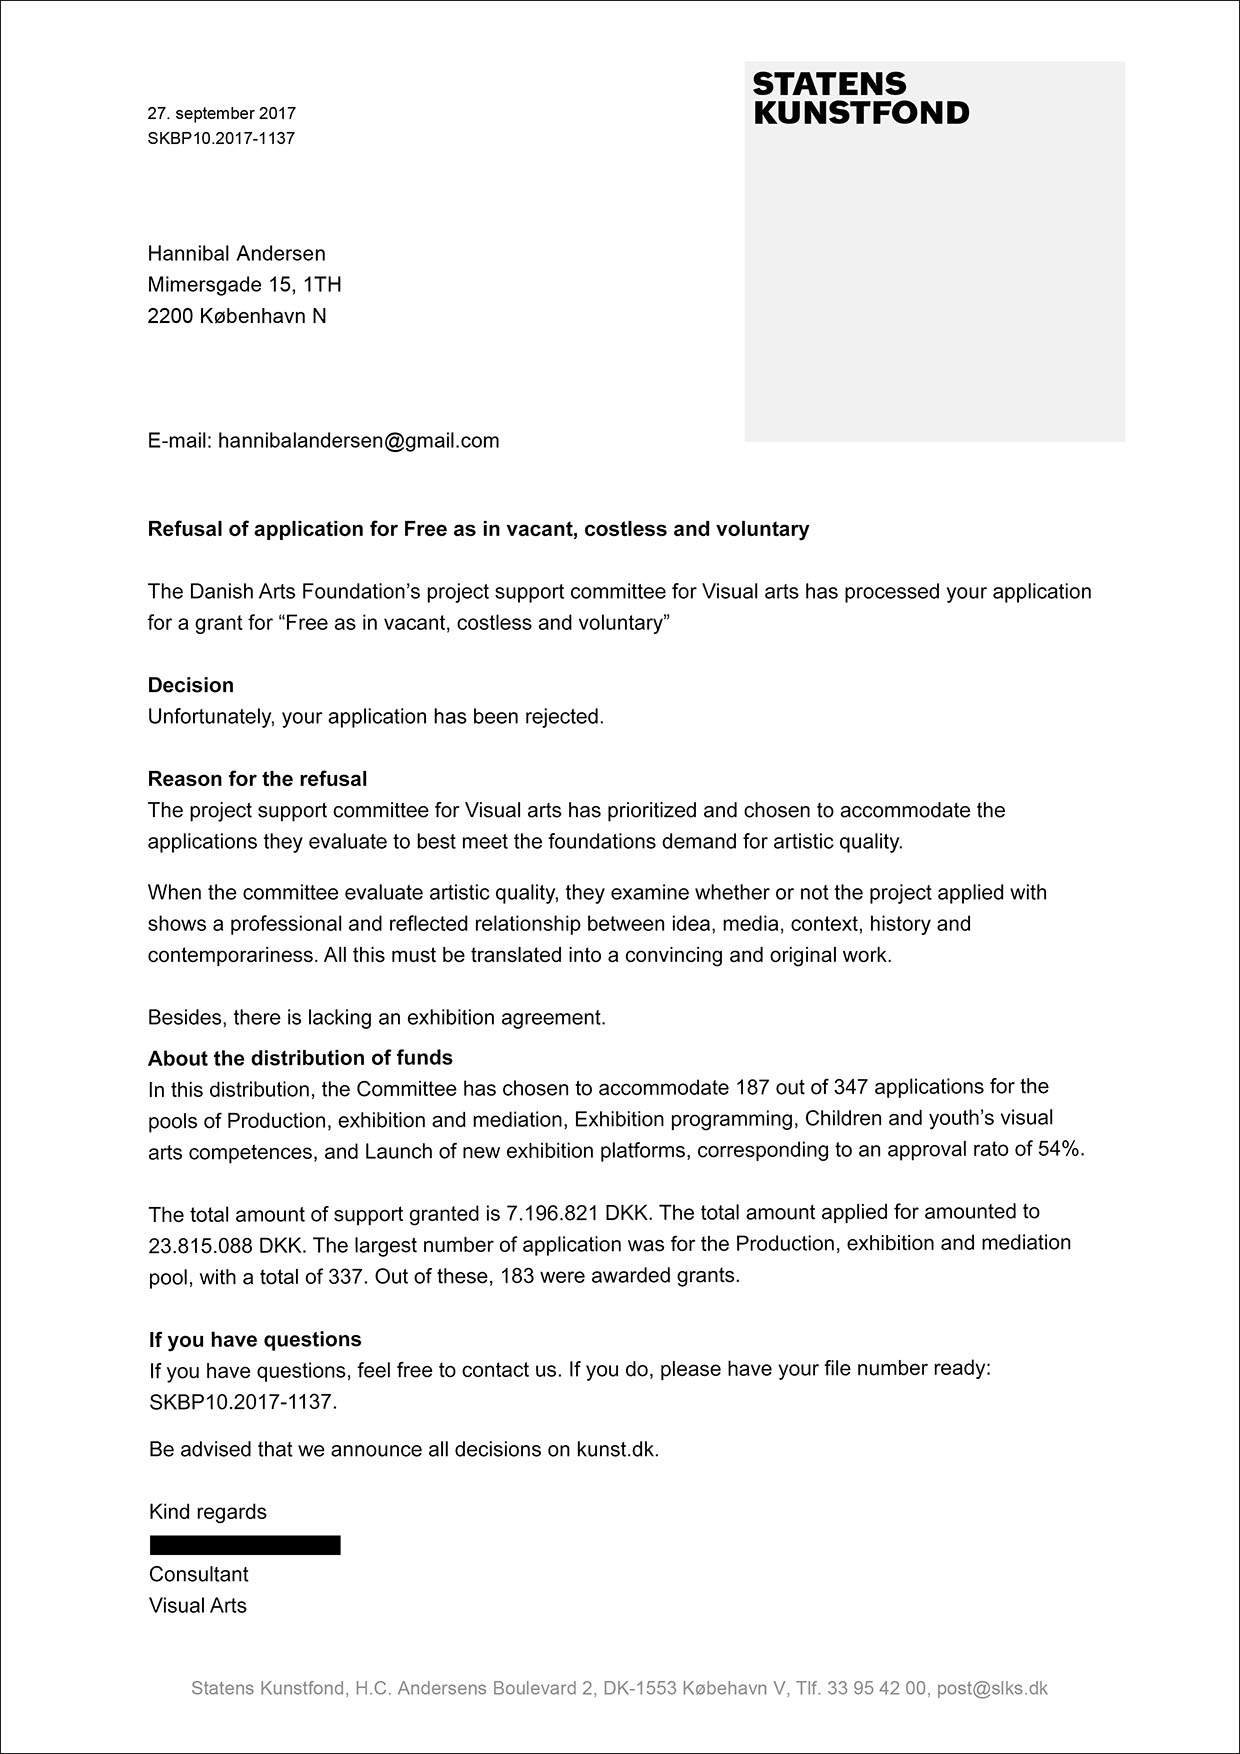 27. september 2017
SKBP10.2017-1137
STATENS
KUNSTFOND
Hannibal Andersen
Mimersgade 15, 1TH
2200 København N
E-mail: hannibalandersen@gmail.com
Refusal of application for Free as in vacant, costless and voluntary
The Danish Arts Foundation’s project support committee for Visual arts has processed your application
for a grant for “Free as in vacant, costless and voluntary”
Decision
Unfortunately, your application has been rejected.
Reason for the refusal
The project support committee for Visual arts has prioritized and chosen to accommodate the
applications they evaluate to best meet the foundations demand for artistic quality.
When the committee evaluate artistic quality, they examine whether or not the project applied with
shows a professional and reflected relationship between idea, media, context, history and
contemporariness. All this must be translated into a convincing and original work.
Besides, there is lacking an exhibition agreement.
About the distribution of funds
In this distribution, the Committee has chosen to accommodate 187 out of 347 applications for the
pools of Production, exhibition and mediation, Exhibition programming, Children and youth’s visual
arts competences, and Launch of new exhibition platforms, corresponding to an approval rato of 54%.
The total amount of support granted is 7.196.821 DKK. The total amount applied for amounted to
23.815.088 DKK. The largest number of application was for the Production, exhibition and mediation
pool, with a total of 337. Out of these, 183 were awarded grants.
If you have questions
If you have questions, feel free to contact us. If you do, please have your file number ready:
SKBP10.2017-1137.
Be advised that we announce all decisions on kunst.dk.
Kind regards
Consultant
Visual Arts
Statens Kunstfond, H.C. Andersens Boulevard 2, DK-1553 Købehavn V, Tlf. 33 95 42 00, post@slks.dk